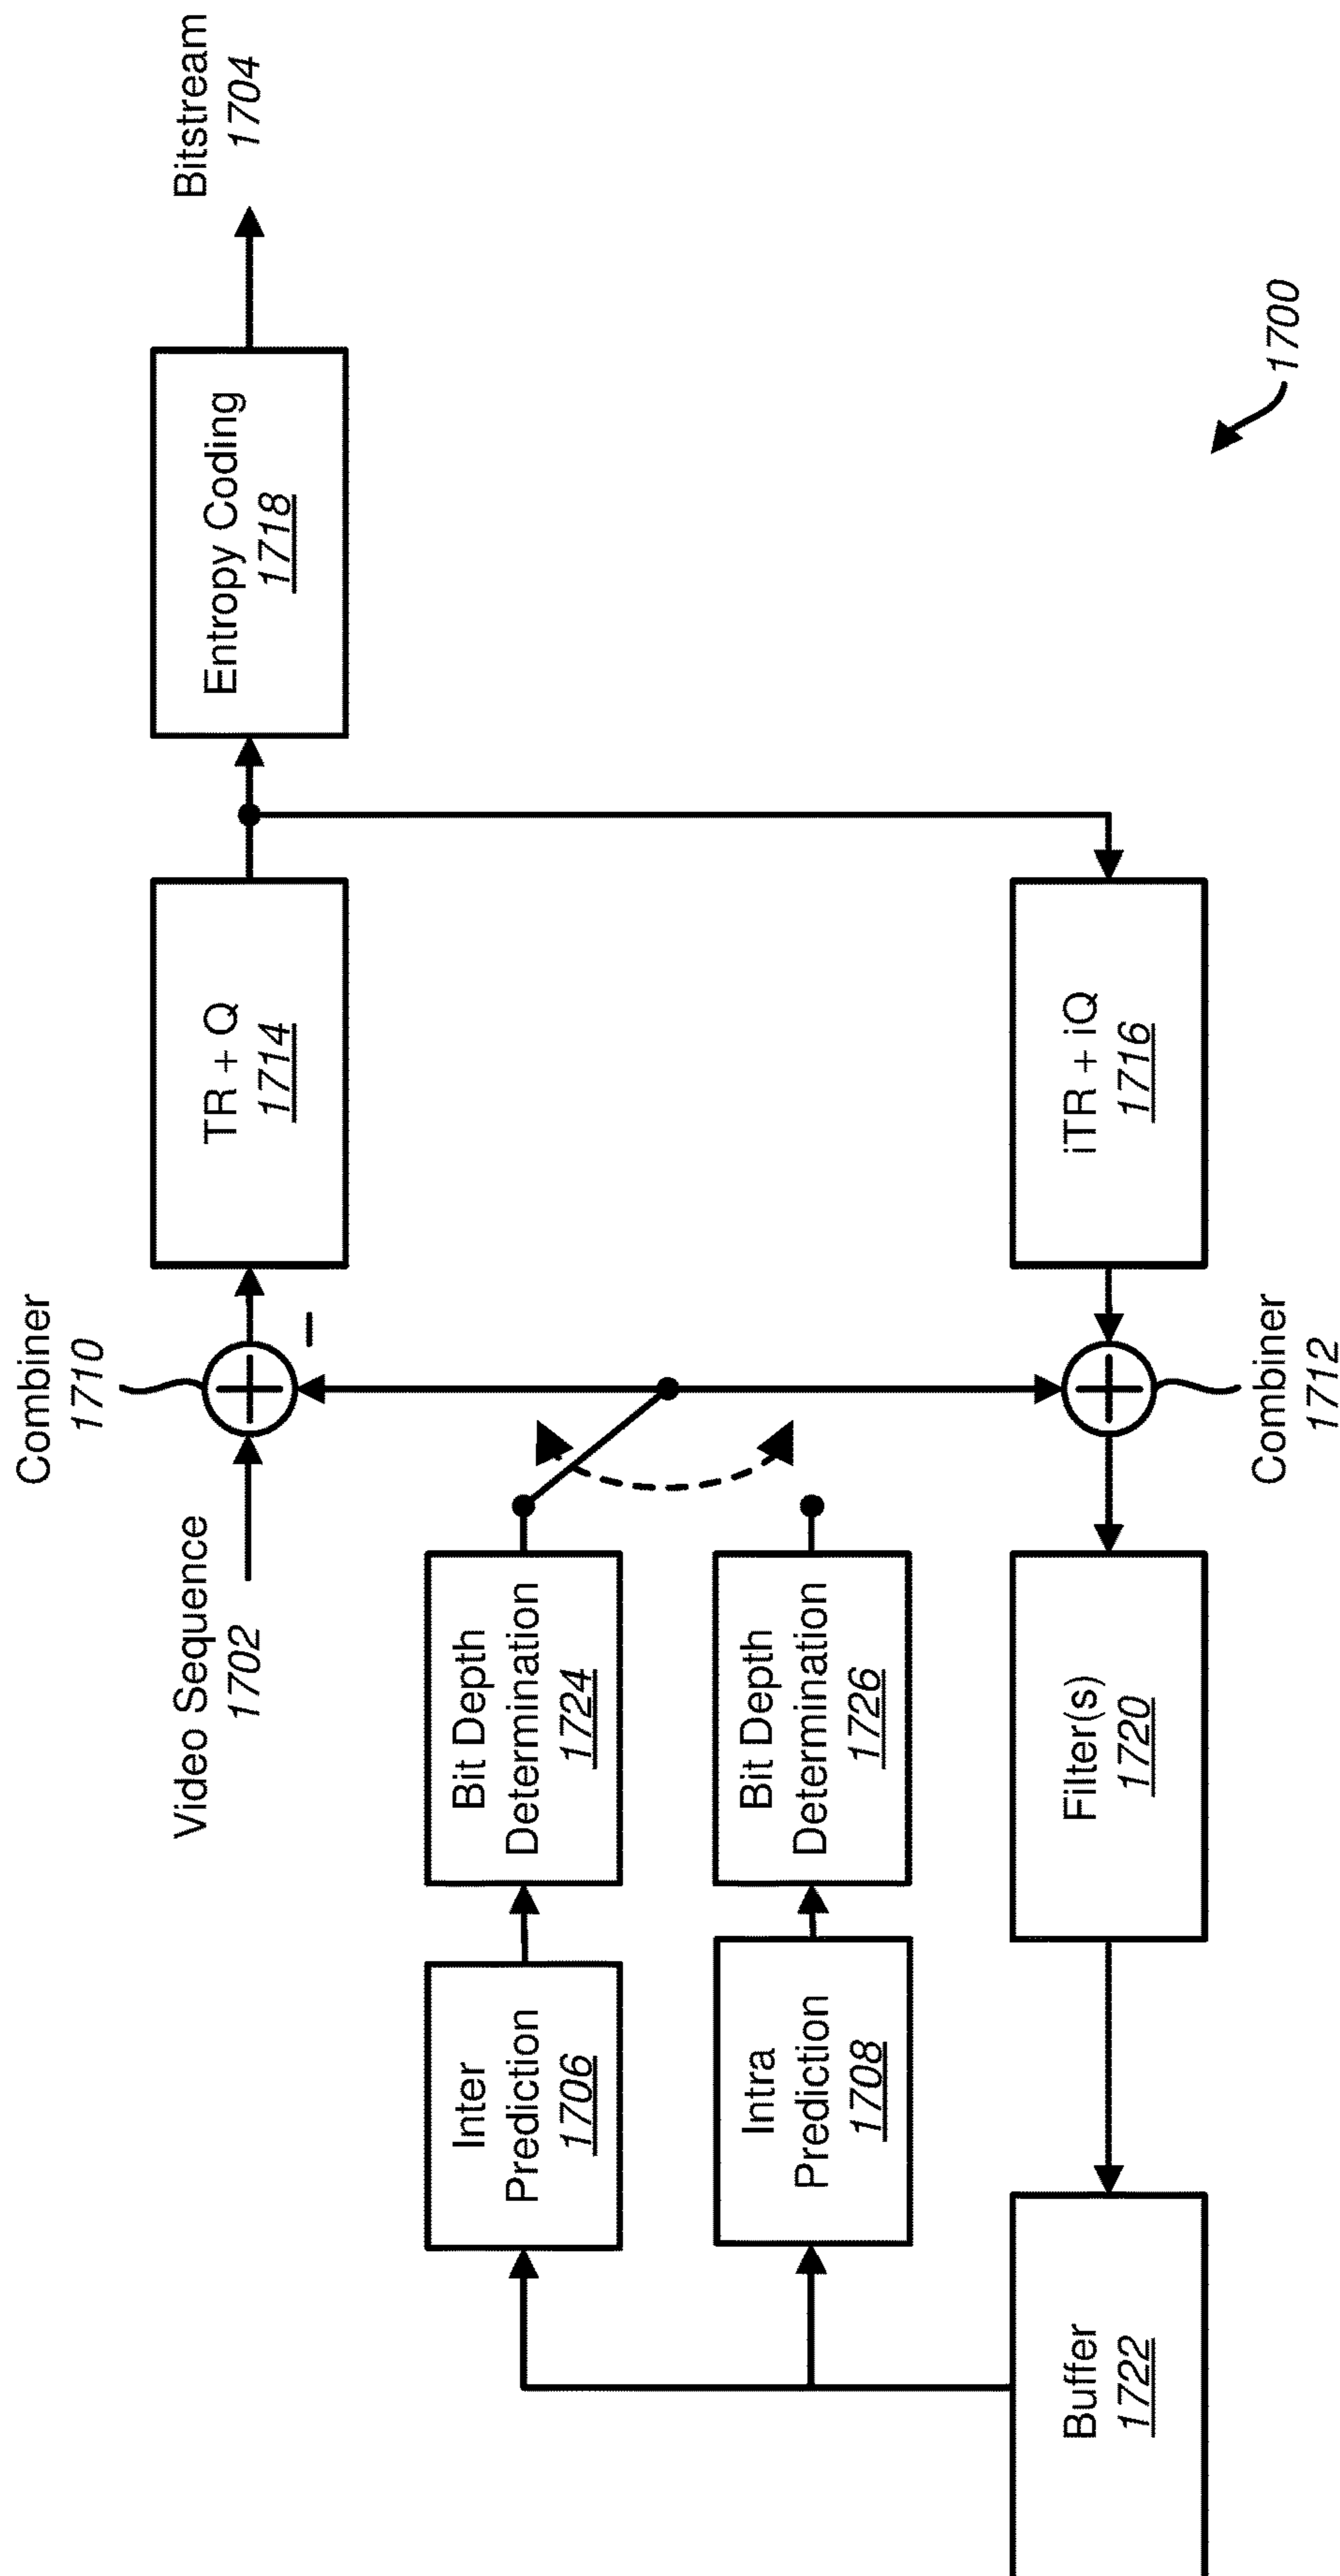 Video Sequence
1702
Combiner
1710
TR + Q
1714
Entropy Coding
1718
Bitstream
1704
Inter
Prediction
1706
Bit Depth
Determination
1724
Intra
Prediction
1708
Bit Depth
Determination
1726
Buffer
1722
Filter(s)
1720
Combiner
1712
iTR + iQ
1716
1700